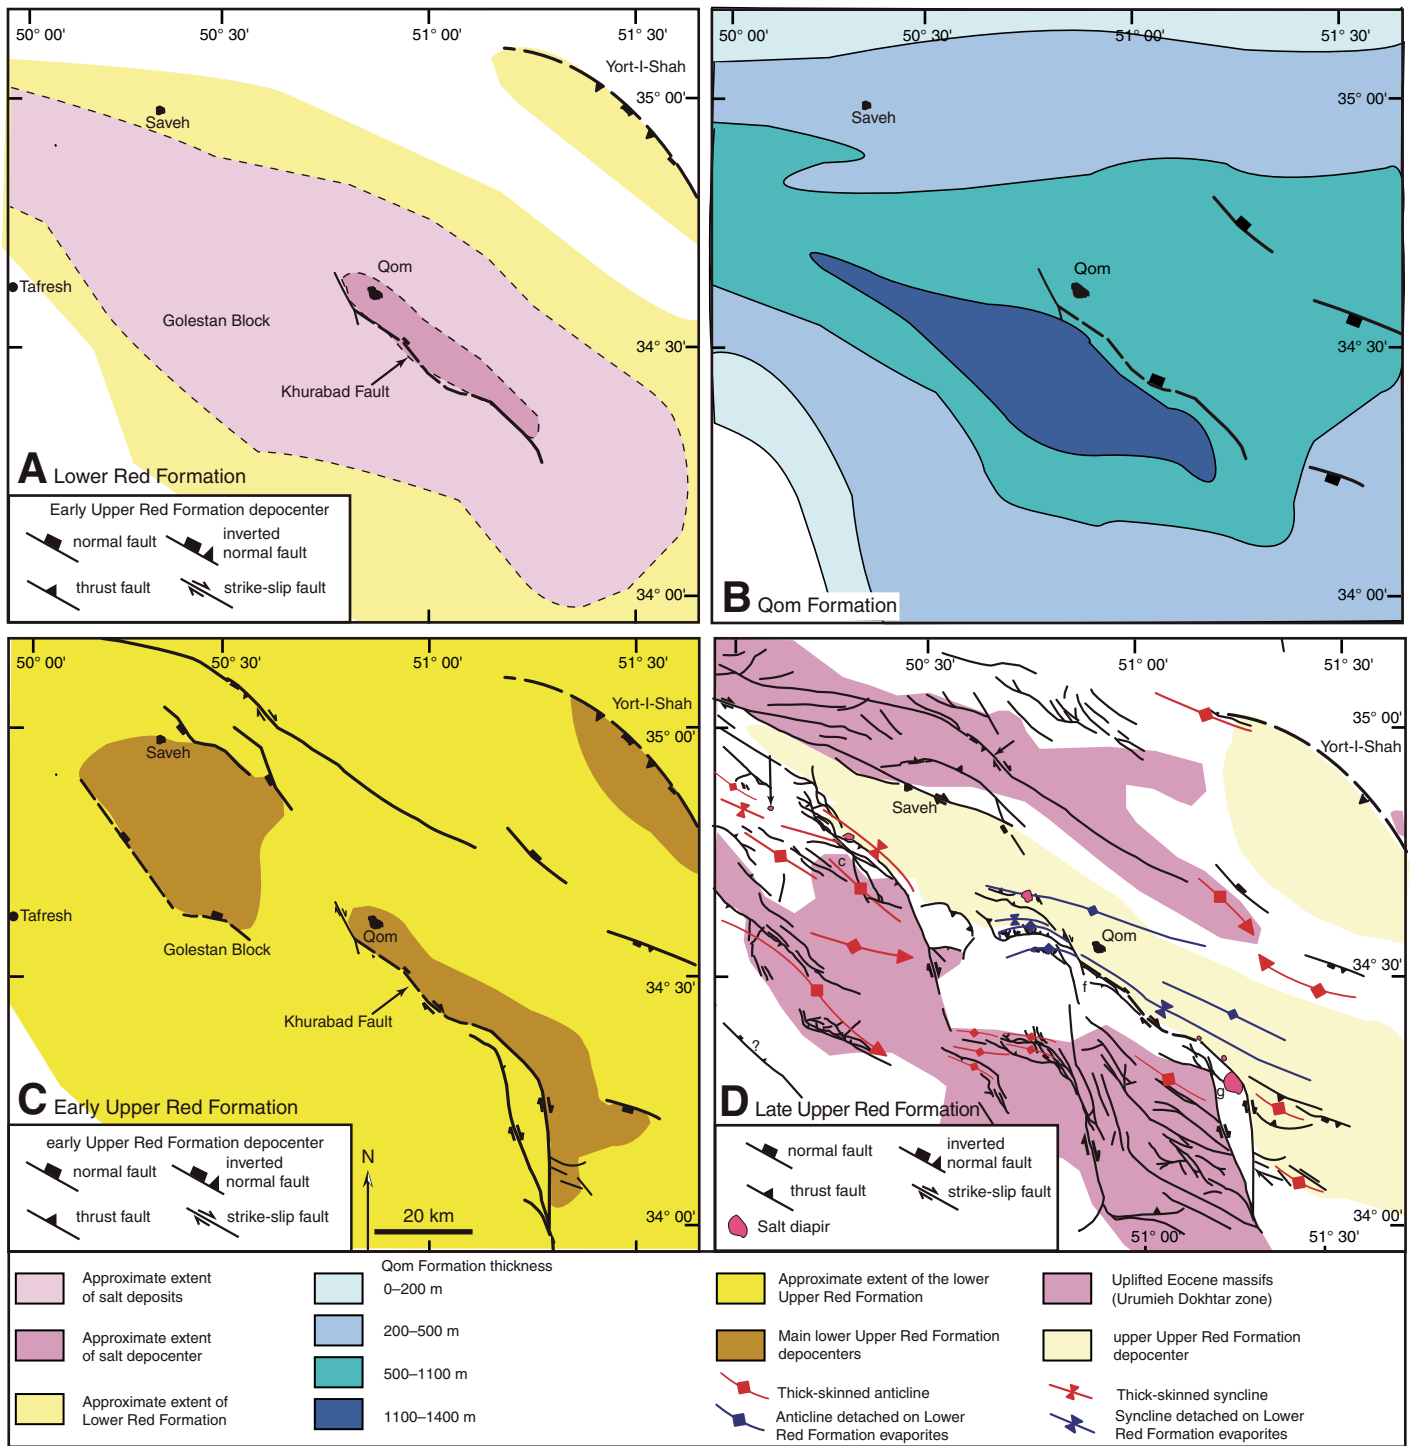 50° 00'
50° 30'
51° 00'
51° 30'
Yort-I-Shah
35° 00'
Saveh
Qom
Tafresh
Golestan Block
34° 30'
Khurabad Fault
A Lower Red Formation
Early Upper Red Formation depocenter
normal fault
inverted
normal fault
thrust fault
strike-slip fault
34° 00'
50° 00'
50° 30'
51° 00'
51° 30'
35° 00'
Saveh
Qom
34° 30'
B Qom Formation
34° 00'
50° 00'
50° 30'
51° 00'
51° 30'
Yort-I-Shah
35° 00'
Saveh
Tafresh
Qom
Golestan Block
34° 30'
Khurabad Fault
C Early Upper Red Formation
early Upper Red Formation depocenter
normal fault
inverted
normal fault
thrust fault
strike-slip fault
N
20 km
34° 00'
50° 30'
51° 00'
51° 30'
35° 00'
Yort-I-Shah
Saveh
c
Qom
34° 30'
f
?
g
D Late Upper Red Formation
normal fault
inverted
normal fault
thrust fault
strike-slip fault
Salt diapir
34° 00'
51° 00'
51° 30'
Approximate extent
of salt deposits
Approximate extent
of salt depocenter
Approximate extent of
Lower Red Formation
Qom Formation thickness
0–200 m
200–500 m
500–1100 m
1100–1400 m
Approximate extent of the lower
Upper Red Formation
Main lower Upper Red Formation
depocenters
Thick-skinned anticline
Anticline detached on Lower
Red Formation evaporites
Uplifted Eocene massifs
(Urumieh Dokhtar zone)
upper Upper Red Formation
depocenter
Thick-skinned syncline
Syncline detached on Lower
Red Formation evaporites